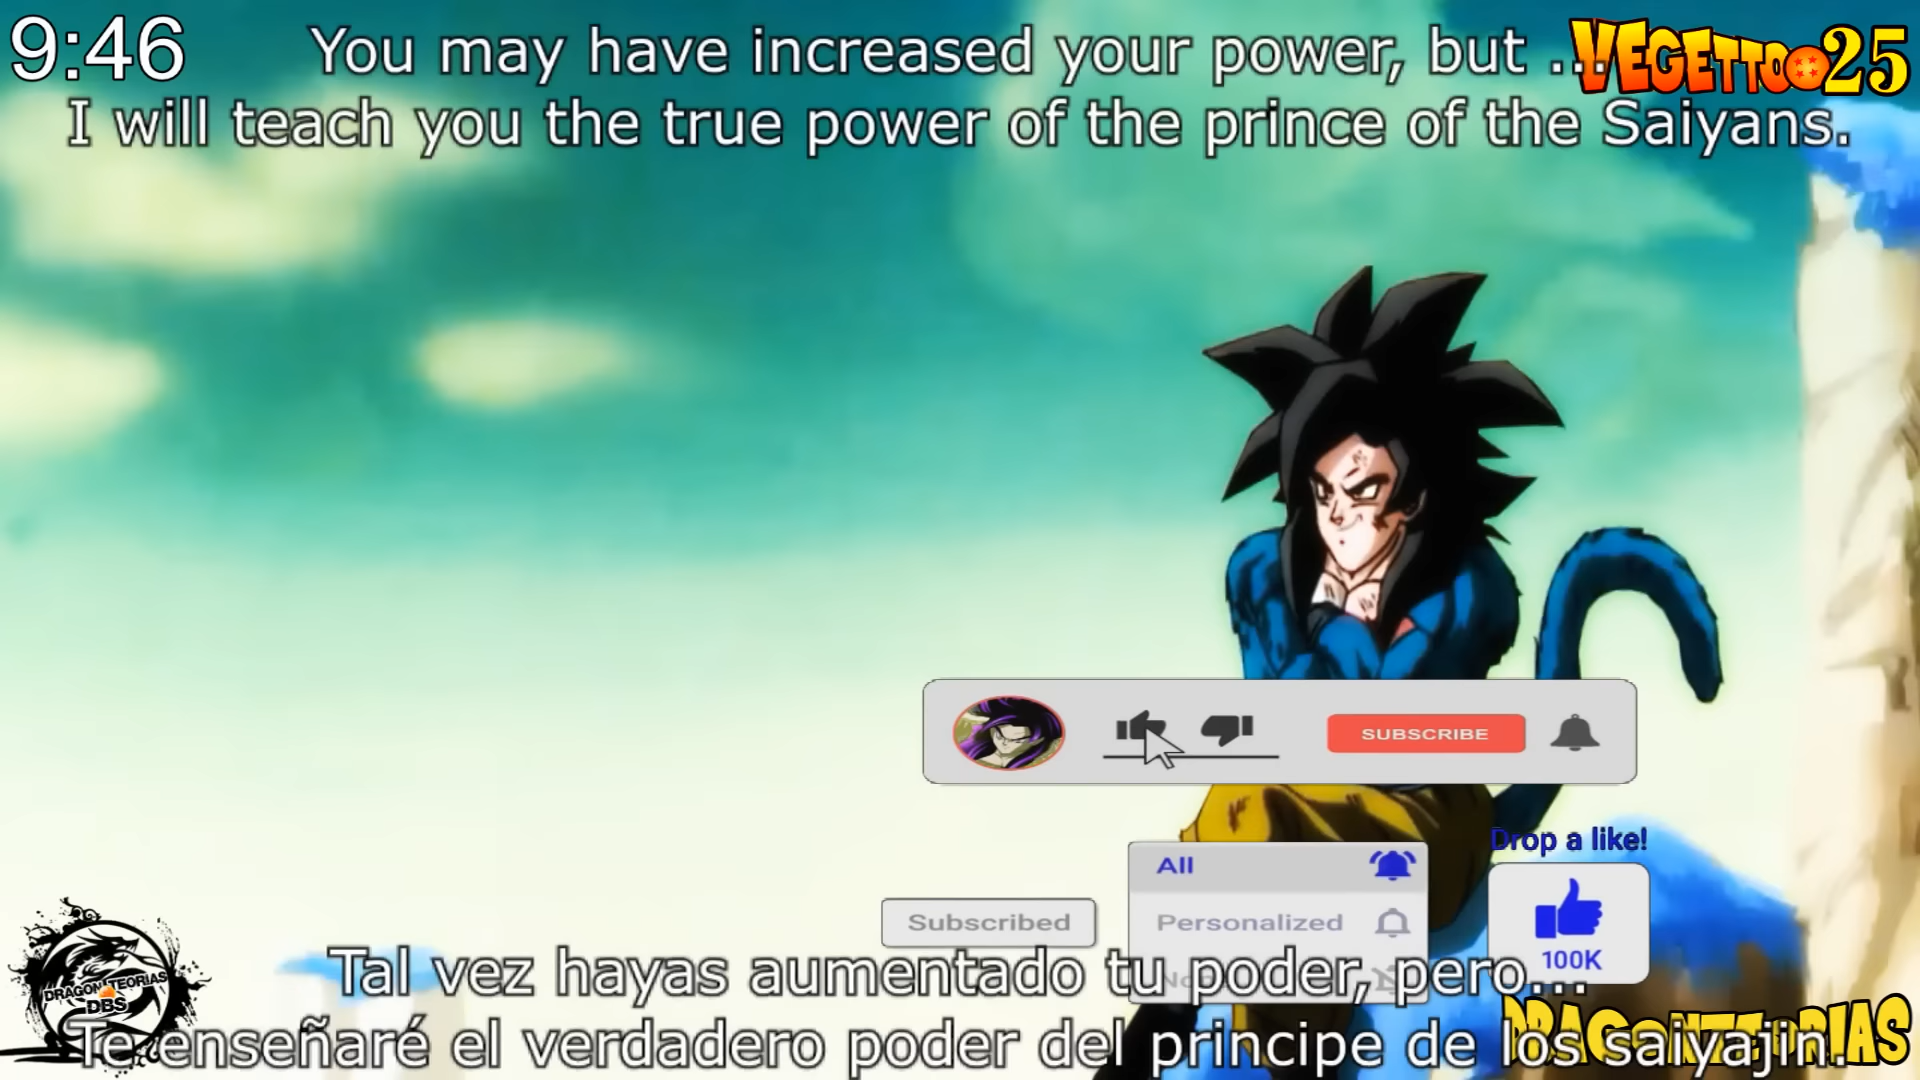 9:46
You may have increased your power, but ...
VEGETTO 25
I will teach you the true power of the prince of the Saiyans.
SUBSCRIBE
Drop a like!
All
Personalized
Subscribed
100K
Tal vez hayas aumentado tu poder, pero...
DRAGON TEORIAS
DBS
Te enseñaré el verdadero poder del principe de los saiyajin.
DRAGONTEORIAS